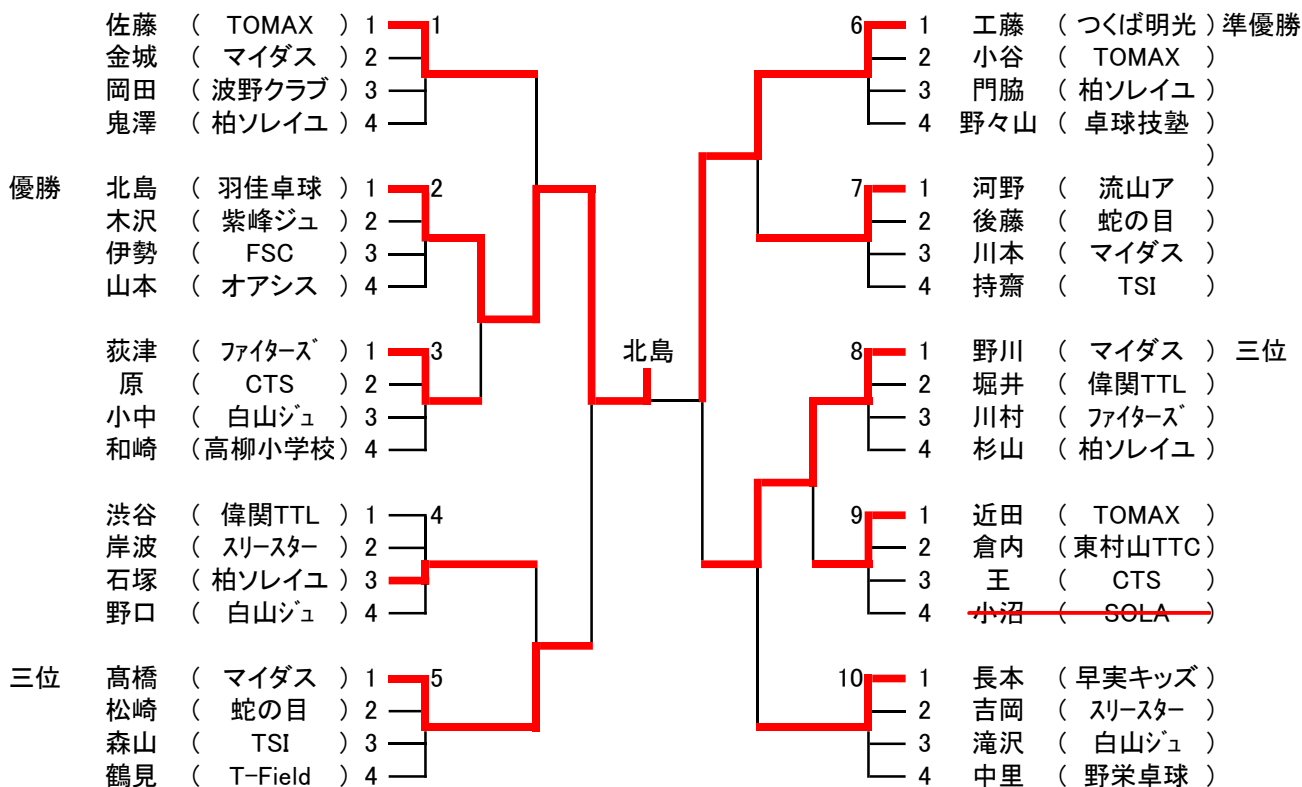 佐藤 ( TOMAX ) 1 1
金城 ( マイダス ) 2
岡田 ( 波野クラブ ) 3
鬼澤 ( 柏ソレイユ ) 4
優勝 北島 ( 羽佳卓球 ) 1 2
木沢 ( 紫峰ジュ ) 2
伊勢 ( FSC ) 3
山本 ( オアシス ) 4
荻津 ( ﾌｧｲﾀｰｽﾞ ) 1 3
原 ( CTS ) 2
小中 ( 白山ｼﾞｭ ) 3
和崎 ( 高柳小学校 ) 4
渋谷 ( 偉関TTL ) 1 4
岸波 ( ｽﾘｰｽﾀｰ ) 2
石塚 ( 柏ソレイユ ) 3
野口 ( 白山ｼﾞｭ ) 4
三位 髙橋 ( マイダス ) 1 5
松崎 ( 蛇の目 ) 2
森山 ( TSI ) 3
鶴見 ( T-Field ) 4
北島
6 1 工藤 ( つくば明光 ) 準優勝
2 小谷 ( TOMAX )
3 門脇 ( 柏ソレイユ )
4 野々山 ( 卓球技塾 )
)
7 1 河野 ( 流山ア )
2 後藤 ( 蛇の目 )
3 川本 ( マイダス )
4 持齋 ( TSI )
8 1 野川 ( マイダス ) 三位
2 堀井 ( 偉関TTL )
3 川村 ( ﾌｧｲﾀｰｽﾞ )
4 杉山 ( 柏ソレイユ )
9 1 近田 ( TOMAX )
2 倉内 ( 東村山TTC )
3 王 ( CTS )
4 小沼 ( SOLA )
10 1 長本 ( 早実キッズ )
2 吉岡 ( ｽﾘｰｽﾀｰ )
3 滝沢 ( 白山ｼﾞｭ )
4 中里 ( 野栄卓球 )